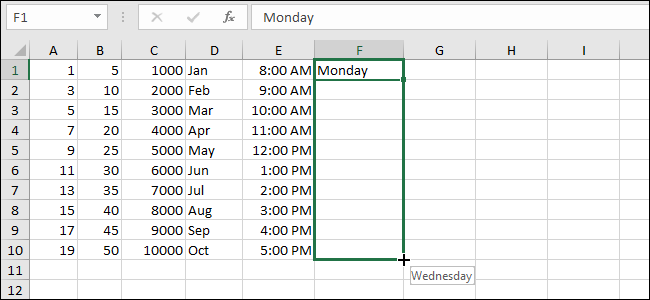 F1 fx Monday
A B C D E F G H I
1 1 5 1000 Jan 8:00 AM Monday
2 3 10 2000 Feb 9:00 AM
3 5 15 3000 Mar 10:00 AM
4 7 20 4000 Apr 11:00 AM
5 9 25 5000 May 12:00 PM
6 11 30 6000 Jun 1:00 PM
7 13 35 7000 Jul 2:00 PM
8 15 40 8000 Aug 3:00 PM
9 17 45 9000 Sep 4:00 PM
10 19 50 10000 Oct 5:00 PM
11 Wednesday
12